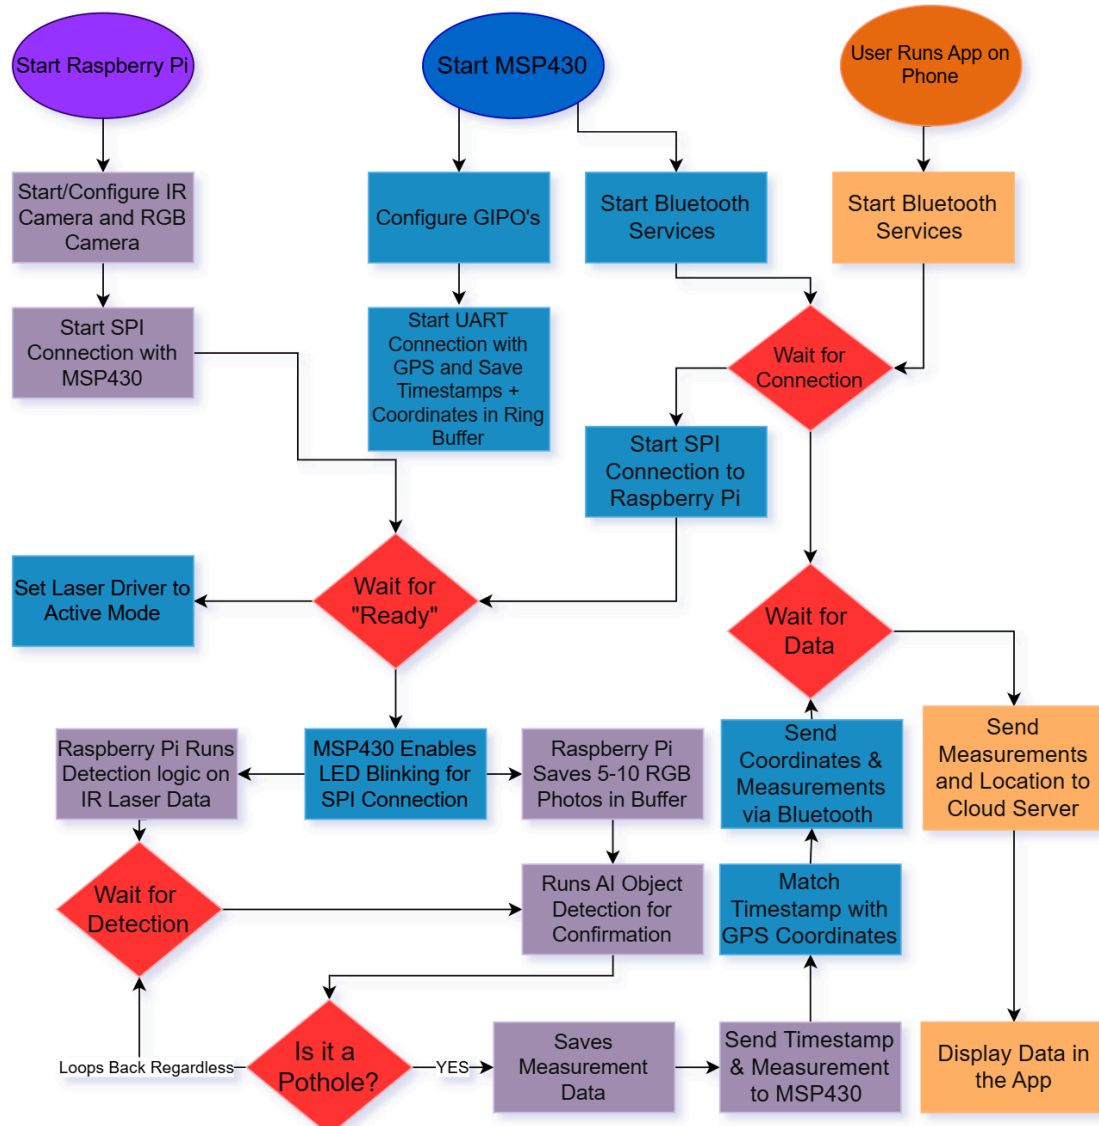 Start Raspberry Pi
Start MSP430
User Runs App on
Phone
Start/Configure IR
Camera and RGB
Camera
Configure GIPO's
Start Bluetooth
Services
Start Bluetooth
Services
Start SPI
Connection with
MSP430
Start UART
Connection with
GPS and Save
Timestamps +
Coordinates in Ring
Buffer
Wait for
Connection
Start SPI
Connection to
Raspberry Pi
Set Laser Driver to
Active Mode
Wait for
"Ready"
Wait for
Data
Raspberry Pi Runs
Detection logic on
IR Laser Data
MSP430 Enables
LED Blinking for
SPI Connection
Raspberry Pi
Saves 5-10 RGB
Photos in Buffer
Send
Coordinates &
Measurements
via Bluetooth
Send
Measurements
and Location to
Cloud Server
Wait for
Detection
Runs AI Object
Detection for
Confirmation
Match
Timestamp with
GPS Coordinates
Loops Back Regardless
Is it a
Pothole?
YES
Saves
Measurement
Data
Send Timestamp
& Measurement
to MSP430
Display Data in
the App